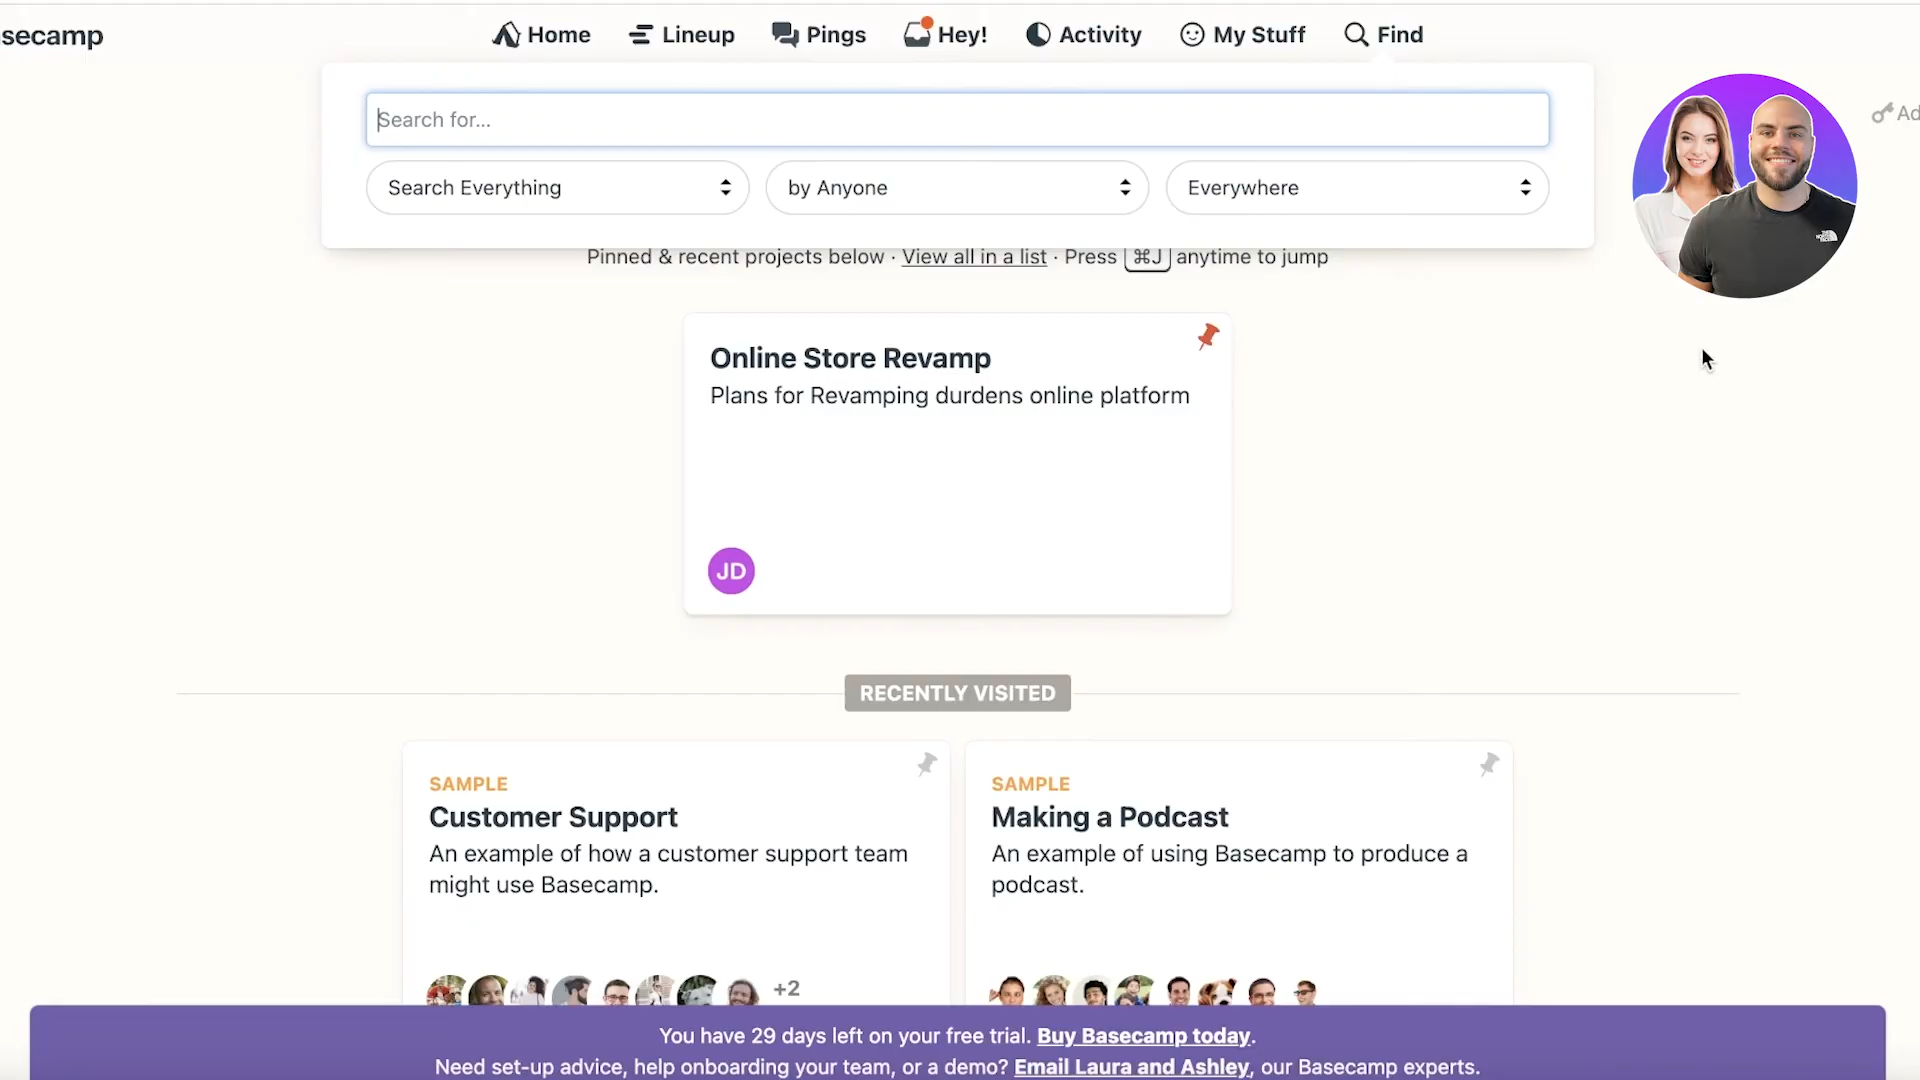 secamp
Home Lineup Pings Hey! Activity My Stuff Find
Search for...
Search Everything by Anyone Everywhere
Ad
Pinned & recent projects below · View all in a list · Press ⌘J anytime to jump
Online Store Revamp
Plans for Revamping durdens online platform
JD
RECENTLY VISITED
SAMPLE
Customer Support
An example of how a customer support team
might use Basecamp.
+2
SAMPLE
Making a Podcast
An example of using Basecamp to produce a
podcast.
You have 29 days left on your free trial. Buy Basecamp today.
Need set-up advice, help onboarding your team, or a demo? Email Laura and Ashley, our Basecamp experts.